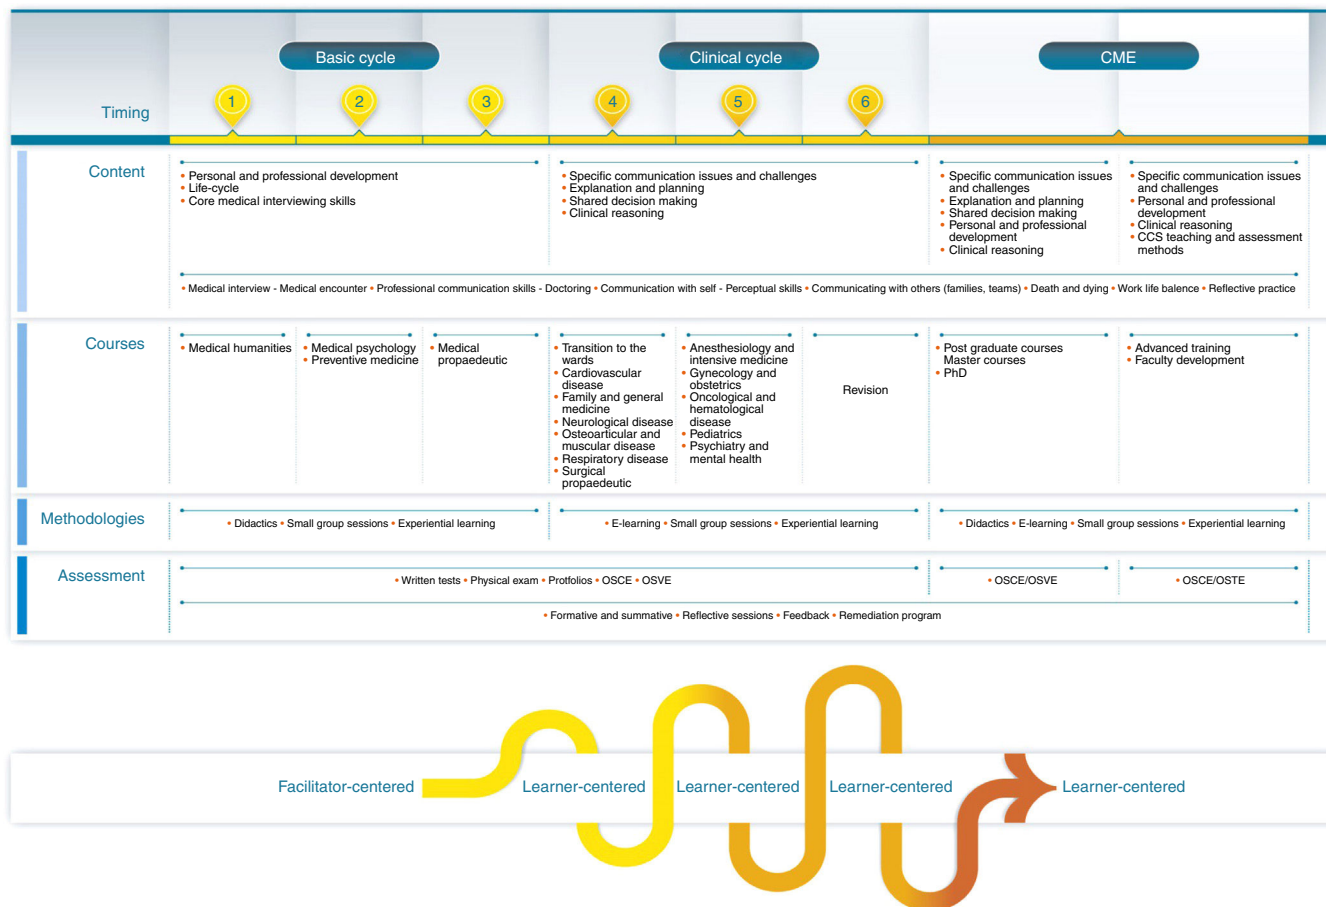 Basic cycle
Clinical cycle
CME
Timing
1
2
3
4
5
6
Content
• Personal and professional development
• Life-cycle
• Core medical interviewing skills
• Specific communication issues and challenges
• Explanation and planning
• Shared decision making
• Clinical reasoning
• Specific communication issues
and challenges
• Explanation and planning
• Shared decision making
• Personal and professional
development
• Clinical reasoning
• Specific communication issues
and challenges
• Personal and professional
development
• Clinical reasoning
• CCS teaching and assessment
methods
• Medical interview - Medical encounter • Professional communication skills - Doctoring • Communication with self - Perceptual skills • Communicating with others (families, teams) • Death and dying • Work life balence • Reflective practice
Courses
• Medical humanities
• Medical psychology
• Preventive medicine
• Medical
propaedeutic
• Transition to the
wards
• Cardiovascular
disease
• Family and general
medicine
• Neurological disease
• Osteoarticular and
muscular disease
• Respiratory disease
• Surgical
propaedeutic
• Anesthesiology and
intensive medicine
• Gynecology and
obstetrics
• Oncological and
hematological
disease
• Pediatrics
• Psychiatry and
mental health
Revision
• Post graduate courses
Master courses
• PhD
• Advanced training
• Faculty development
Methodologies
• Didactics • Small group sessions • Experiential learning
• E-learning • Small group sessions • Experiential learning
• Didactics • E-learning • Small group sessions • Experiential learning
Assessment
• Written tests • Physical exam • Protfolios • OSCE • OSVE
• OSCE/OSVE
• OSCE/OSTE
• Formative and summative • Reflective sessions • Feedback • Remediation program
Facilitator-centered
Learner-centered
Learner-centered
Learner-centered
Learner-centered